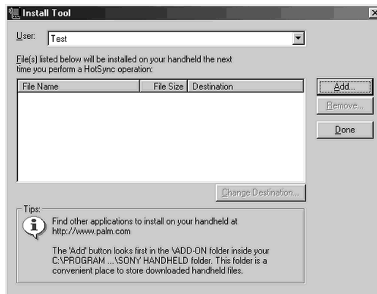 Install Tool
User: Test
File(s) listed below will be installed on your handheld the next
time you perform a HotSync operation:
File Name File Size Destination
Add...
Remove...
Done
Change Destination...
Tips:
Find other applications to install on your handheld at
http://www.palm.com
The 'Add' button looks first in the \ADD-ON folder inside your
C:\PROGRAM ...\SONY HANDHELD folder. This folder is a
convenient place to store downloaded handheld files.